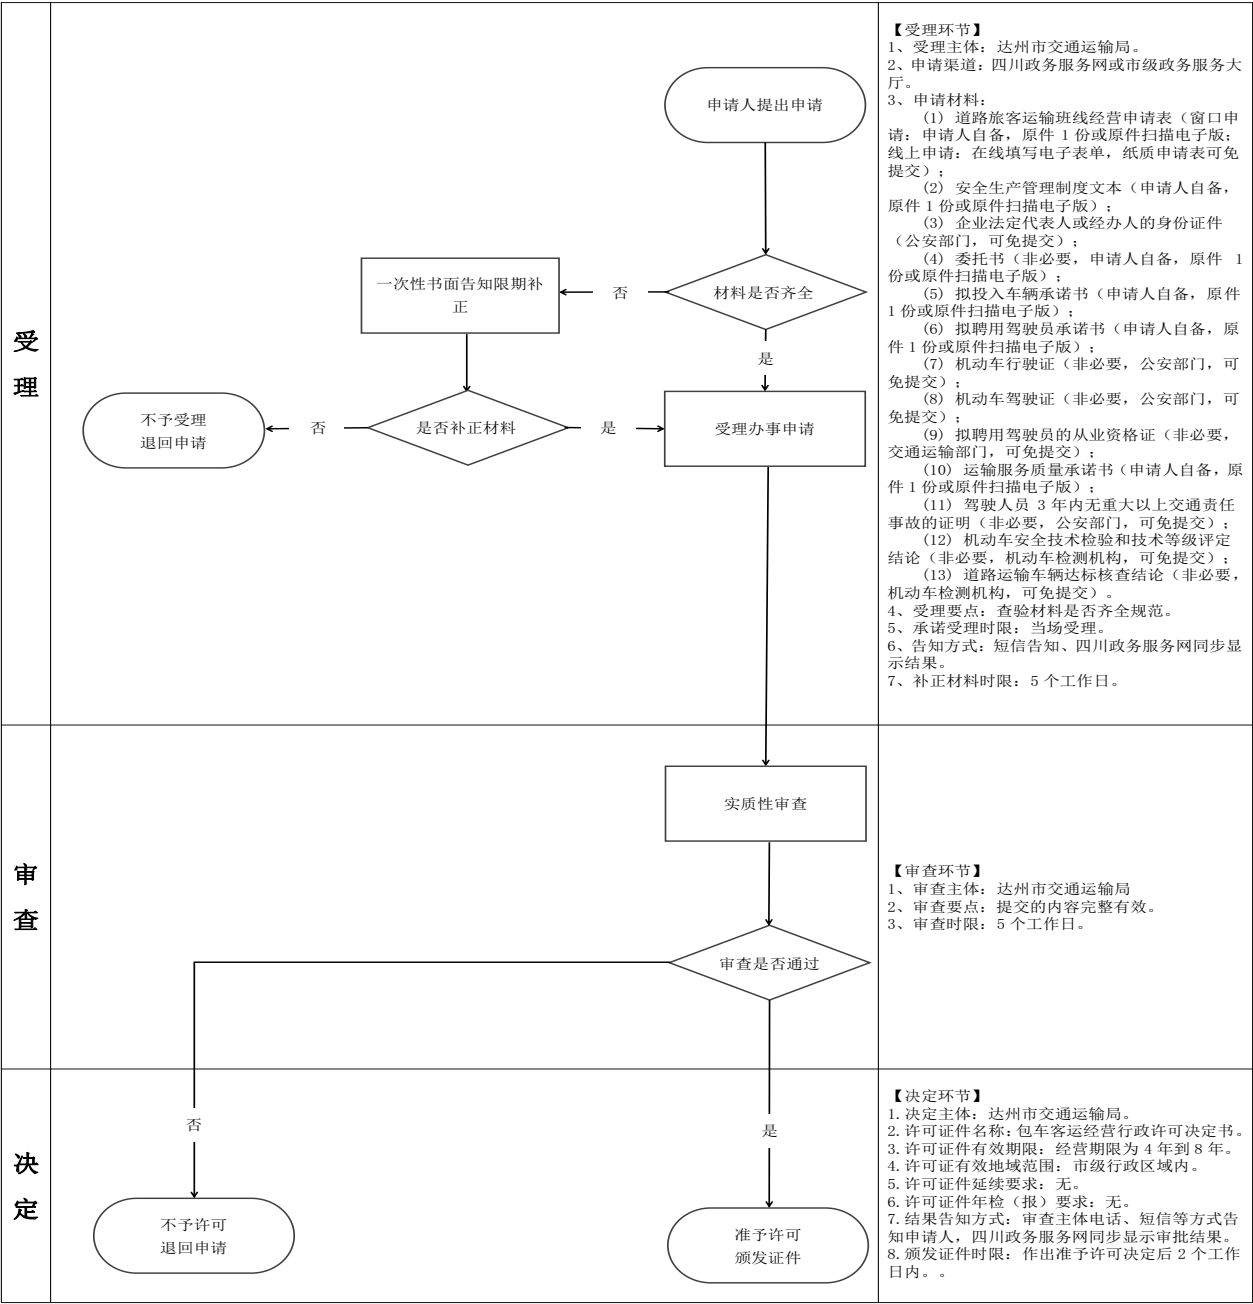 受
理
申请人提出申请
材料是否齐全
否
一次性书面告知限期补
正
是
是否补正材料
否
不予受理
退回申请
是
受理办事申请
【受理环节】
1、受理主体：达州市交通运输局。
2、申请渠道：四川政务服务网或市级政务服务大
厅。
3、申请材料：
(1) 道路旅客运输班线经营申请表（窗口申
请：申请人自备，原件 1 份或原件扫描电子版；
线上申请：在线填写电子表单，纸质申请表可免
提交）；
(2) 安全生产管理制度文本（申请人自备，
原件 1 份或原件扫描电子版）；
(3) 企业法定代表人或经办人的身份证件
（公安部门，可免提交）；
(4) 委托书（非必要，申请人自备，原件 1
份或原件扫描电子版）；
(5) 拟投入车辆承诺书（申请人自备，原件
1 份或原件扫描电子版）；
(6) 拟聘用驾驶员承诺书（申请人自备，原
件 1 份或原件扫描电子版）；
(7) 机动车行驶证（非必要，公安部门，可
免提交）；
(8) 机动车驾驶证（非必要，公安部门，可
免提交）；
(9) 拟聘用驾驶员的从业资格证（非必要，
交通运输部门，可免提交）；
(10) 运输服务质量承诺书（申请人自备，原
件 1 份或原件扫描电子版）；
(11) 驾驶人员 3 年内无重大以上交通责任
事故的证明（非必要，公安部门，可免提交）；
(12) 机动车安全技术检验和技术等级评定
结论（非必要，机动车检测机构，可免提交）；
(13) 道路运输车辆达标核查结论（非必要，
机动车检测机构，可免提交）。
4、受理要点：查验材料是否齐全规范。
5、承诺受理时限：当场受理。
6、告知方式：短信告知、四川政务服务网同步显
示结果。
7、补正材料时限：5 个工作日。
审
查
实质性审查
审查是否通过
【审查环节】
1、审查主体：达州市交通运输局
2、审查要点：提交的内容完整有效。
3、审查时限：5 个工作日。
决
定
否
不予许可
退回申请
是
准予许可
颁发证件
【决定环节】
1.决定主体：达州市交通运输局。
2.许可证件名称：包车客运经营行政许可决定书。
3.许可证件有效期限：经营期限为 4 年到 8 年。
4.许可证有效地域范围：市级行政区域内。
5.许可证件延续要求：无。
6.许可证件年检（报）要求：无。
7.结果告知方式：审查主体电话、短信等方式告
知申请人，四川政务服务网同步显示审批结果。
8.颁发证件时限：作出准予许可决定后 2 个工作
日内。。